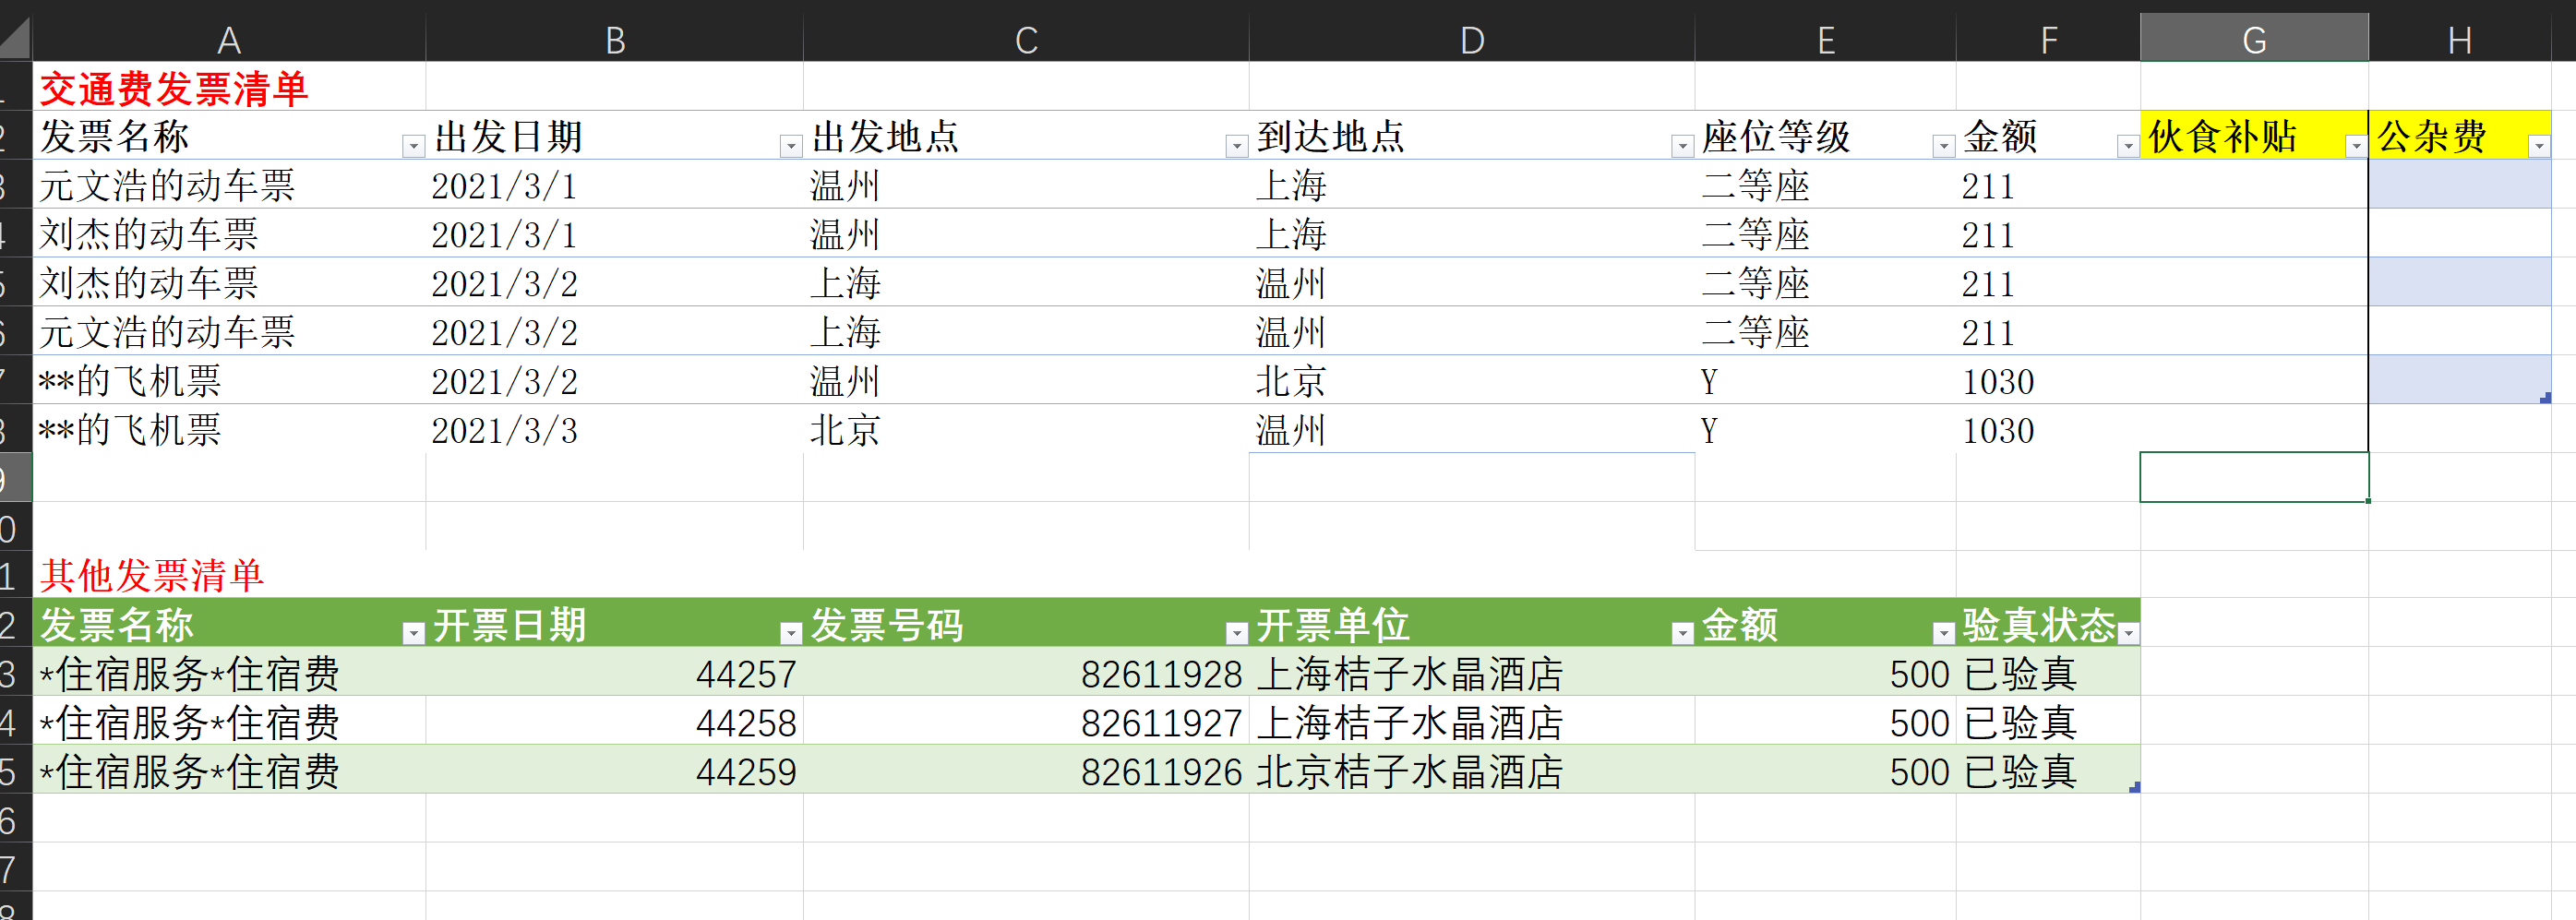 A B C D E F G H
1 交通费发票清单
2 发票名称 出发日期 出发地点 到达地点 座位等级 金额 伙食补贴 公杂费
3 元文浩的动车票 2021/3/1 温州 上海 二等座 211
4 刘杰的动车票 2021/3/1 温州 上海 二等座 211
5 刘杰的动车票 2021/3/2 上海 温州 二等座 211
6 元文浩的动车票 2021/3/2 上海 温州 二等座 211
7 **的飞机票 2021/3/2 温州 北京 Y 1030
8 **的飞机票 2021/3/3 北京 温州 Y 1030
9
0
1 其他发票清单
2 发票名称 开票日期 发票号码 开票单位 金额 验真状态
3 *住宿服务*住宿费 44257 82611928 上海桔子水晶酒店 500 已验真
4 *住宿服务*住宿费 44258 82611927 上海桔子水晶酒店 500 已验真
5 *住宿服务*住宿费 44259 82611926 北京桔子水晶酒店 500 已验真
6
7
8